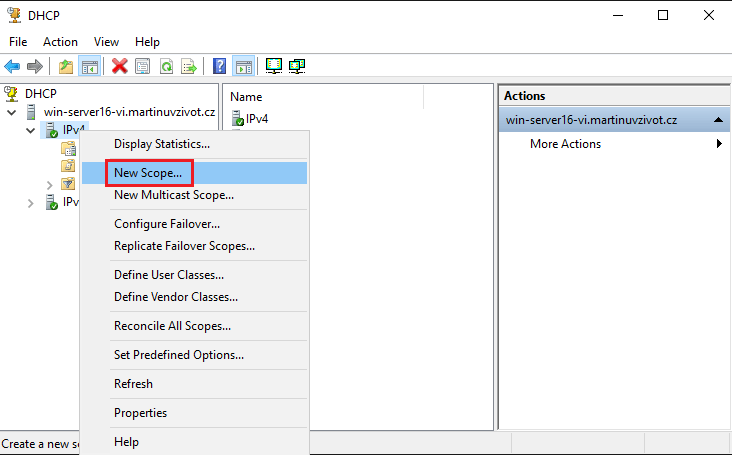 DHCP
File Action View Help
DHCP
win-server16-vi.martinuvzivot.cz
IPv4
IPv
Name
IPv4
Actions
win-server16-vi.martinuvzivot.cz
More Actions
Display Statistics...
New Scope...
New Multicast Scope...
Configure Failover...
Replicate Failover Scopes...
Define User Classes...
Define Vendor Classes...
Reconcile All Scopes...
Set Predefined Options...
Refresh
Properties
Help
Create a new s